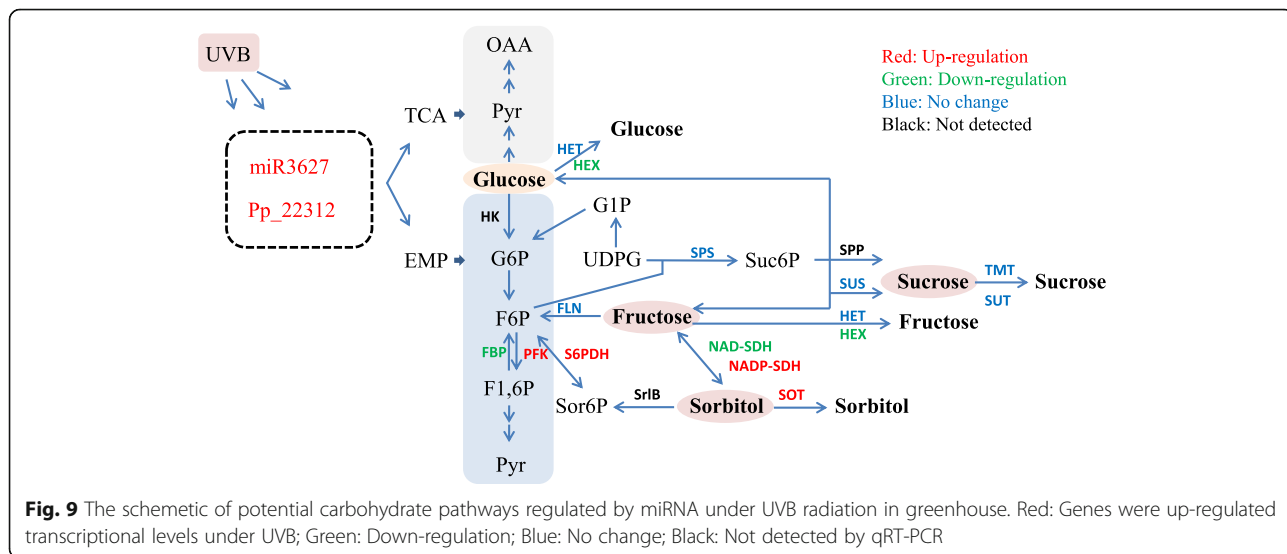 UVB
miR3627
Pp_22312
TCA
EMP
OAA
Pyr
Glucose
HK
G6P
F6P
FBP
PFK
F1,6P
Pyr
HET
HEX
Glucose
G1P
UDPG
SPS
Suc6P
SPP
SUS
Sucrose
TMT
SUT
Sucrose
FLN
Fructose
HET
HEX
Fructose
S6PDH
NAD-SDH
NADP-SDH
Sor6P
SrlB
Sorbitol
SOT
Sorbitol
Red: Up-regulation
Green: Down-regulation
Blue: No change
Black: Not detected
Fig. 9 The schemetic of potential carbohydrate pathways regulated by miRNA under UVB radiation in greenhouse. Red: Genes were up-regulated
transcriptional levels under UVB; Green: Down-regulation; Blue: No change; Black: Not detected by qRT-PCR